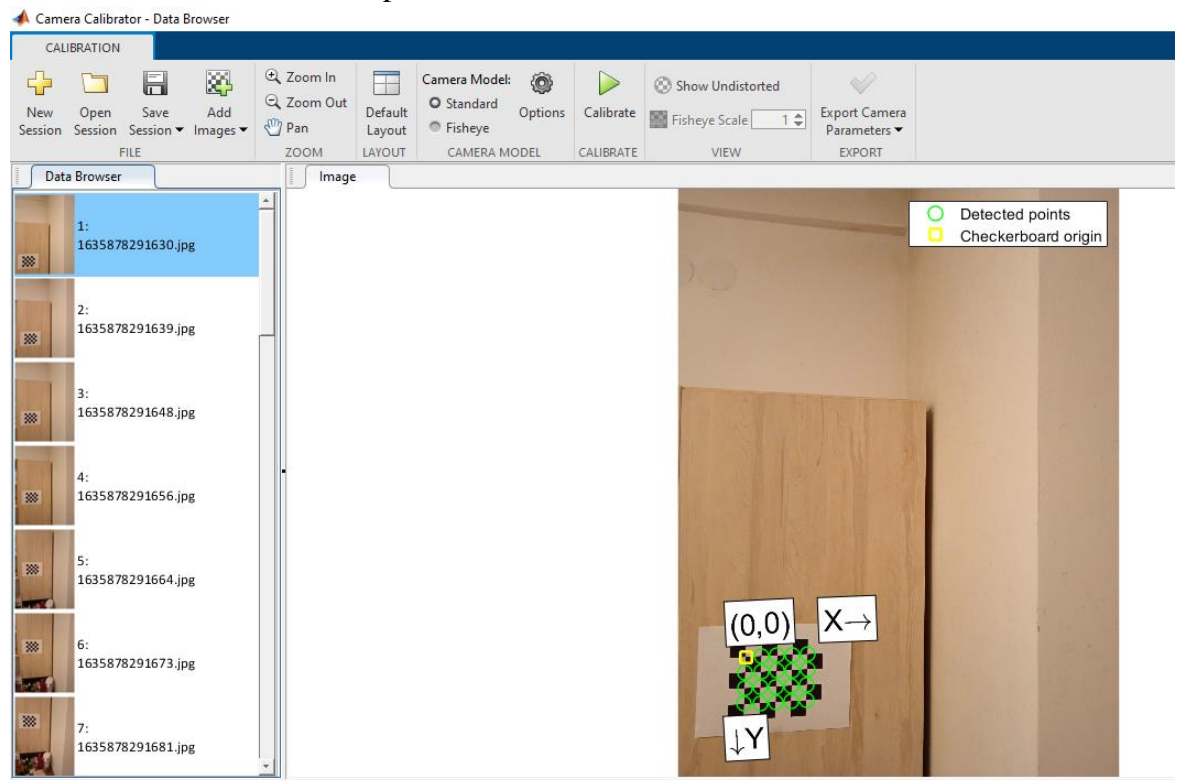 Camera Calibrator - Data Browser
CALIBRATION
New Session
Open Session
Save Session
Add Images
FILE
Zoom In
Zoom Out
Pan
ZOOM
Default Layout
LAYOUT
Camera Model:
Standard
Fisheye
Options
CAMERA MODEL
Calibrate
CALIBRATE
Show Undistorted
Fisheye Scale 1
VIEW
Export Camera Parameters
EXPORT
Data Browser
Image
1:
1635878291630.jpg
2:
1635878291639.jpg
3:
1635878291648.jpg
4:
1635878291656.jpg
5:
1635878291664.jpg
6:
1635878291673.jpg
7:
1635878291681.jpg
Detected points
Checkerboard origin
(0,0)
X→
↓Y